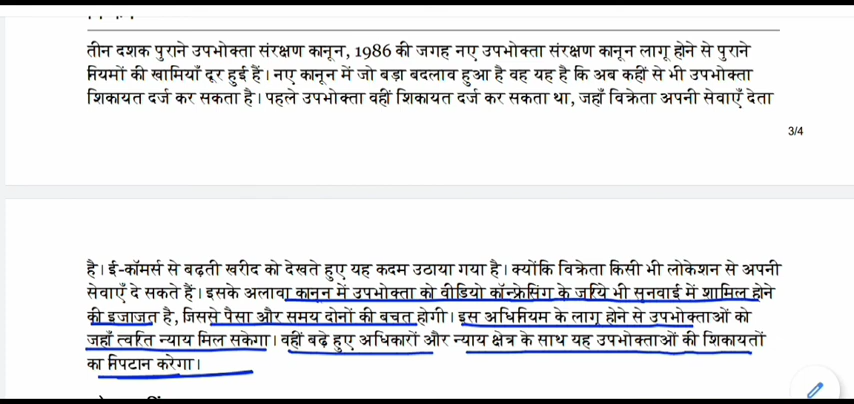 तीन दशक पुराने उपभोक्ता संरक्षण कानून, 1986 की जगह नए उपभोक्ता संरक्षण कानून लागू होने से पुराने
नियमों की खामियाँ दूर हुई हैं। नए कानून में जो बड़ा बदलाव हुआ है वह यह है कि अब कहीं से भी उपभोक्ता
शिकायत दर्ज कर सकता है। पहले उपभोक्ता वहीं शिकायत दर्ज कर सकता था, जहाँ विक्रेता अपनी सेवाएँ देता
3/4
है। ई-कॉमर्स से बढ़ती खरीद को देखते हुए यह कदम उठाया गया है। क्योंकि विक्रेता किसी भी लोकेशन से अपनी
सेवाएँ दे सकते हैं। इसके अलावा कानून में उपभोक्ता को वीडियो कॉन्फ्रेसिंग के जरिये भी सुनवाई में शामिल होने
की इजाजत है, जिससे पैसा और समय दोनों की बचत होगी। इस अधिनियम के लागू होने से उपभोक्ताओं को
जहाँ त्वरित न्याय मिल सकेगा। वहीं बढ़े हुए अधिकारों और न्याय क्षेत्र के साथ यह उपभोक्ताओं की शिकायतों
का निपटान करेगा।